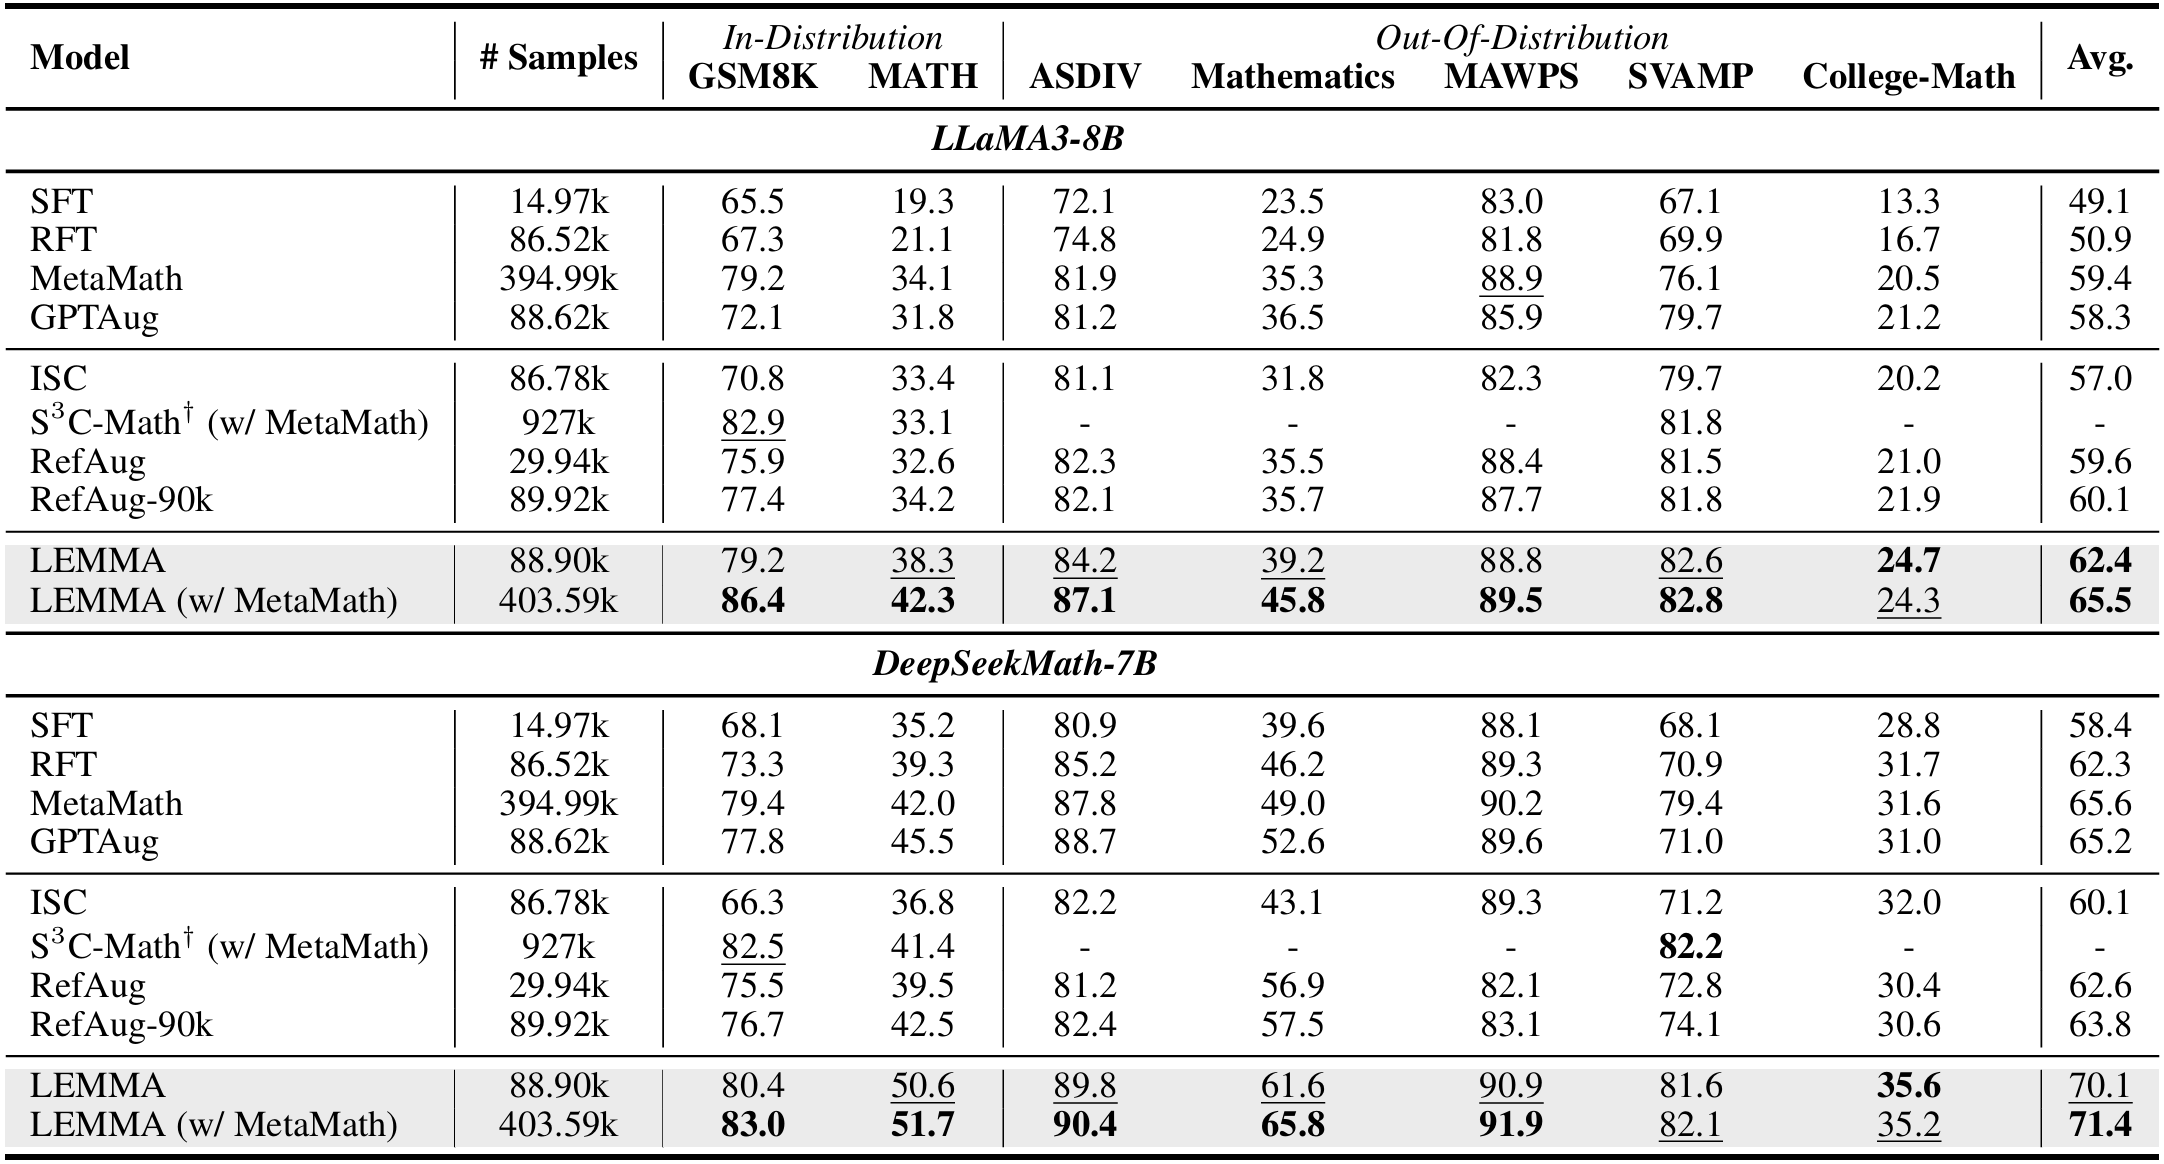 In-Distribution Out-Of-Distribution
Model # Samples GSM8K MATH ASDIV Mathematics MAWPS SVAMP College-Math Avg.
LLaMA3-8B
SFT 14.97k 65.5 19.3 72.1 23.5 83.0 67.1 13.3 49.1
RFT 86.52k 67.3 21.1 74.8 24.9 81.8 69.9 16.7 50.9
MetaMath 394.99k 79.2 34.1 81.9 35.3 88.9 76.1 20.5 59.4
GPTAug 88.62k 72.1 31.8 81.2 36.5 85.9 79.7 21.2 58.3
ISC 86.78k 70.8 33.4 81.1 31.8 82.3 79.7 20.2 57.0
S³C-Math† (w/ MetaMath) 927k 82.9 33.1 - - - 81.8 - -
RefAug 29.94k 75.9 32.6 82.3 35.5 88.4 81.5 21.0 59.6
RefAug-90k 89.92k 77.4 34.2 82.1 35.7 87.7 81.8 21.9 60.1
LEMMA 88.90k 79.2 38.3 84.2 39.2 88.8 82.6 24.7 62.4
LEMMA (w/ MetaMath) 403.59k 86.4 42.3 87.1 45.8 89.5 82.8 24.3 65.5
DeepSeekMath-7B
SFT 14.97k 68.1 35.2 80.9 39.6 88.1 68.1 28.8 58.4
RFT 86.52k 73.3 39.3 85.2 46.2 89.3 70.9 31.7 62.3
MetaMath 394.99k 79.4 42.0 87.8 49.0 90.2 79.4 31.6 65.6
GPTAug 88.62k 77.8 45.5 88.7 52.6 89.6 71.0 31.0 65.2
ISC 86.78k 66.3 36.8 82.2 43.1 89.3 71.2 32.0 60.1
S³C-Math† (w/ MetaMath) 927k 82.5 41.4 - - - 82.2 - -
RefAug 29.94k 75.5 39.5 81.2 56.9 82.1 72.8 30.4 62.6
RefAug-90k 89.92k 76.7 42.5 82.4 57.5 83.1 74.1 30.6 63.8
LEMMA 88.90k 80.4 50.6 89.8 61.6 90.9 81.6 35.6 70.1
LEMMA (w/ MetaMath) 403.59k 83.0 51.7 90.4 65.8 91.9 82.1 35.2 71.4